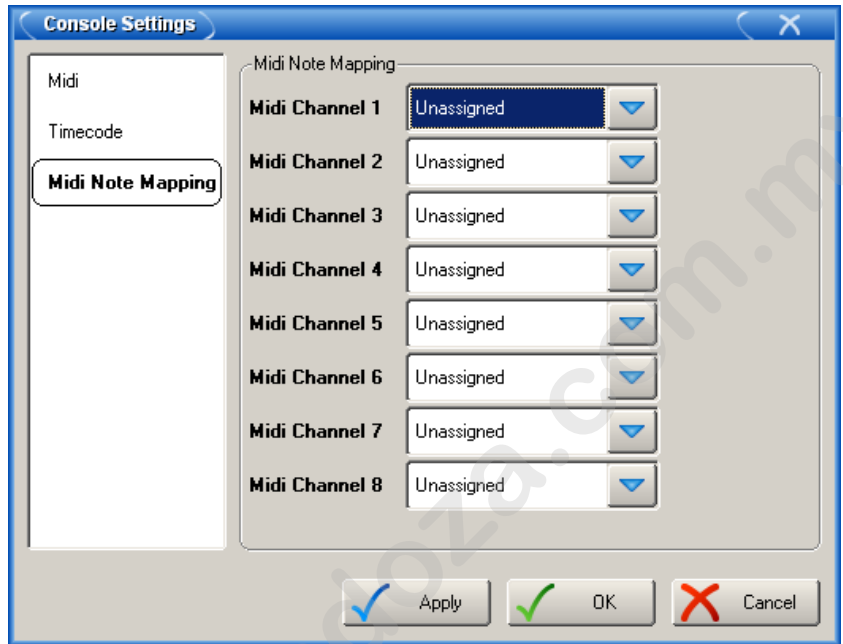 Console Settings
Midi
Timecode
Midi Note Mapping
Midi Note Mapping
Midi Channel 1 Unassigned
Midi Channel 2 Unassigned
Midi Channel 3 Unassigned
Midi Channel 4 Unassigned
Midi Channel 5 Unassigned
Midi Channel 6 Unassigned
Midi Channel 7 Unassigned
Midi Channel 8 Unassigned
Apply OK Cancel
doza.com.m